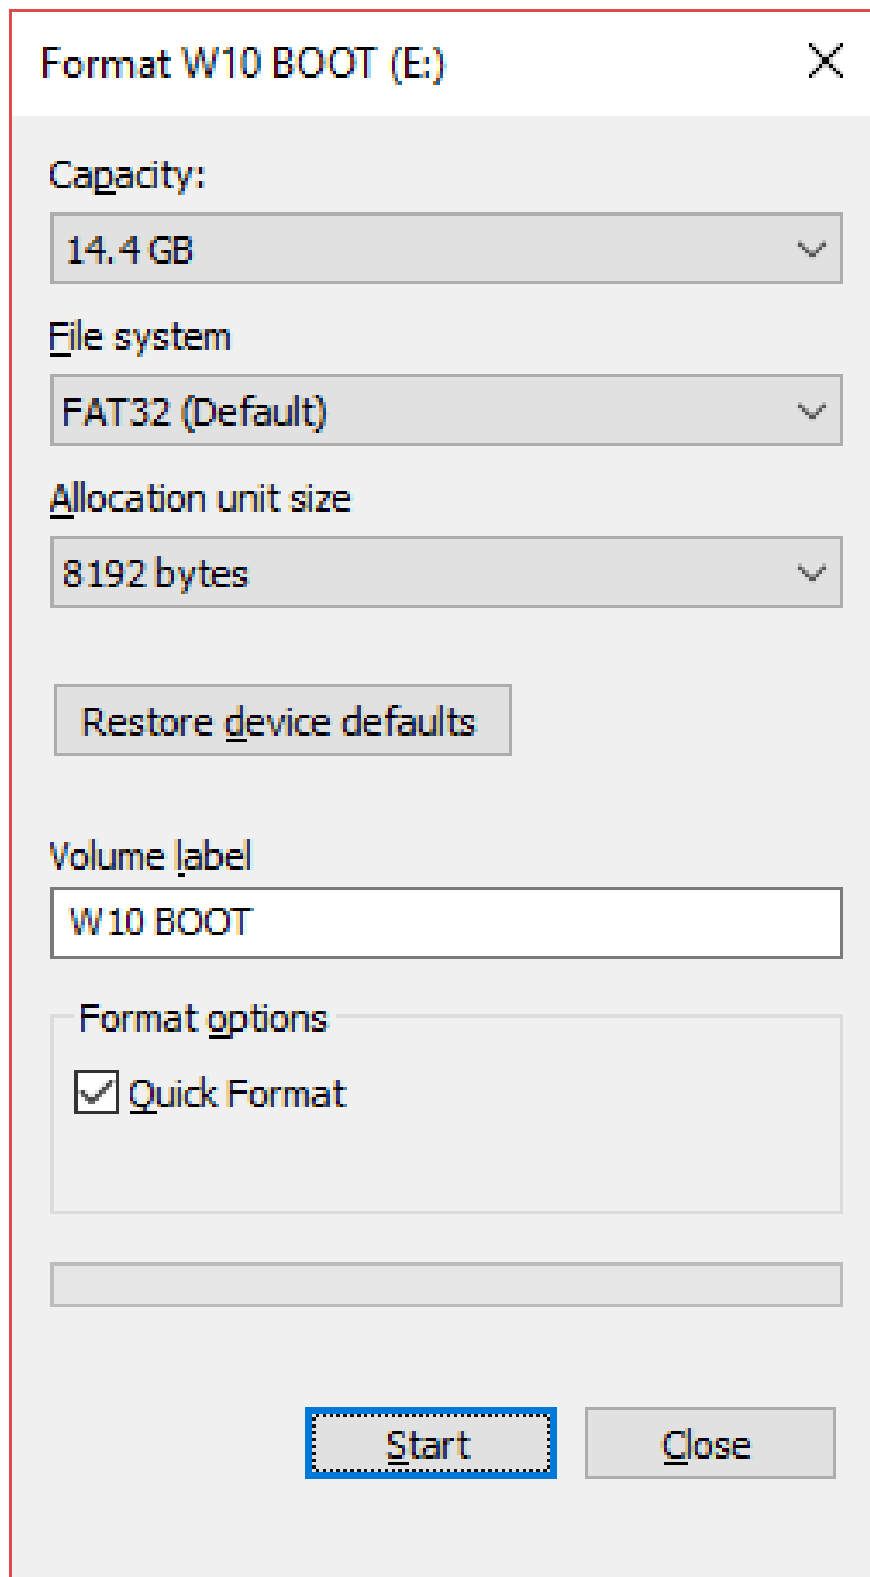 Format W10 BOOT (E:)
Capacity:
14.4 GB
File system
FAT32 (Default)
Allocation unit size
8192 bytes
Restore device defaults
Volume label
W10 BOOT
Format options
Quick Format
Start
Close